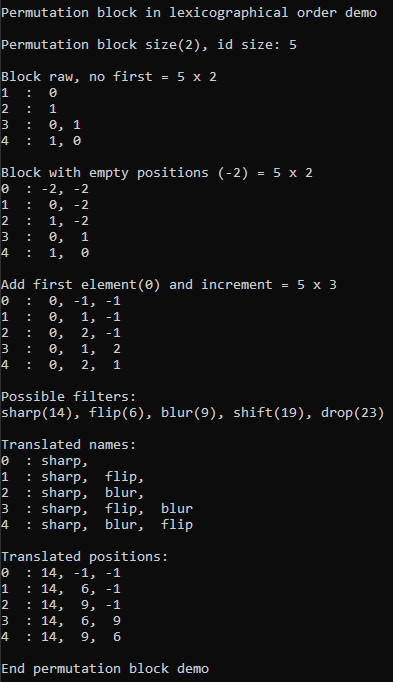 Permutation block in lexicographical order demo
Permutation block size(2), id size: 5
Block raw, no first = 5 x 2
1  :  0
2  :  1
3  :  0, 1
4  :  1, 0
Block with empty positions (-2) = 5 x 2
0  : -2, -2
1  :  0, -2
2  :  1, -2
3  :  0,  1
4  :  1,  0
Add first element(0) and increment = 5 x 3
0  :  0, -1, -1
1  :  0,  1, -1
2  :  0,  2, -1
3  :  0,  1,  2
4  :  0,  2,  1
Possible filters:
sharp(14), flip(6), blur(9), shift(19), drop(23)
Translated names:
0  : sharp,
1  : sharp,  flip,
2  : sharp,  blur,
3  : sharp,  flip,  blur
4  : sharp,  blur,  flip
Translated positions:
0  : 14, -1, -1
1  : 14,  6, -1
2  : 14,  9, -1
3  : 14,  6,  9
4  : 14,  9,  6
End permutation block demo